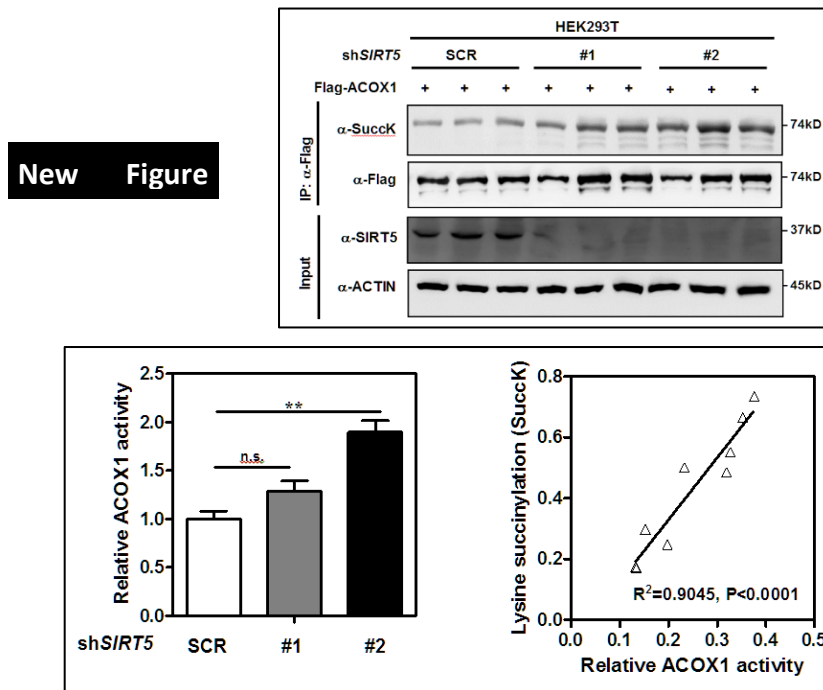 HEK293T
shSIRT5 SCR #1 #2
Flag-ACOX1 + + + + + + + + +
IP: α-Flag
α-SuccK -74kD
α-Flag -74kD
Input
α-SIRT5 -37kD
α-ACTIN -45kD
New Figure
Relative ACOX1 activity
2.5
2.0
1.5
1.0
0.5
0.0
**
n.s.
shSIRT5 SCR #1 #2
Lysine succinylation (SuccK)
0.8
0.6
0.4
0.2
0.0
R²=0.9045, P<0.0001
0.0 0.1 0.2 0.3 0.4 0.5
Relative ACOX1 activity